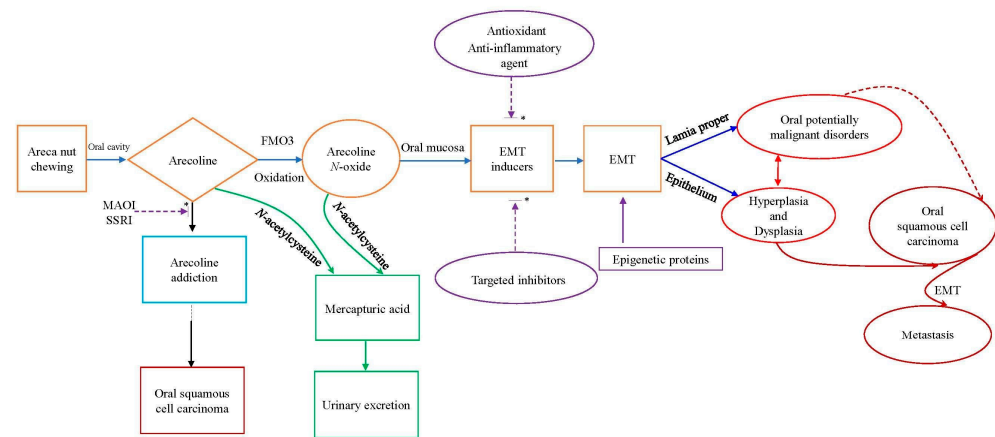 Antioxidant
Anti-inflammatory
agent
*
Areca nut
chewing
Oral cavity
Arecoline
FMO3
Oxidation
Arecoline
N-oxide
Oral mucosa
EMT
inducers
EMT
Lamia proper
Epithelium
Oral potentially
malignant disorders
Hyperplasia
and
Dysplasia
Oral
squamous cell
carcinoma
EMT
Metastasis
MAOI
SSRI
*
N-acetylcysteine
N-acetylcysteine
*
Targeted inhibitors
Epigenetic proteins
Arecoline
addiction
Mercapturic acid
Oral squamous
cell carcinoma
Urinary excretion